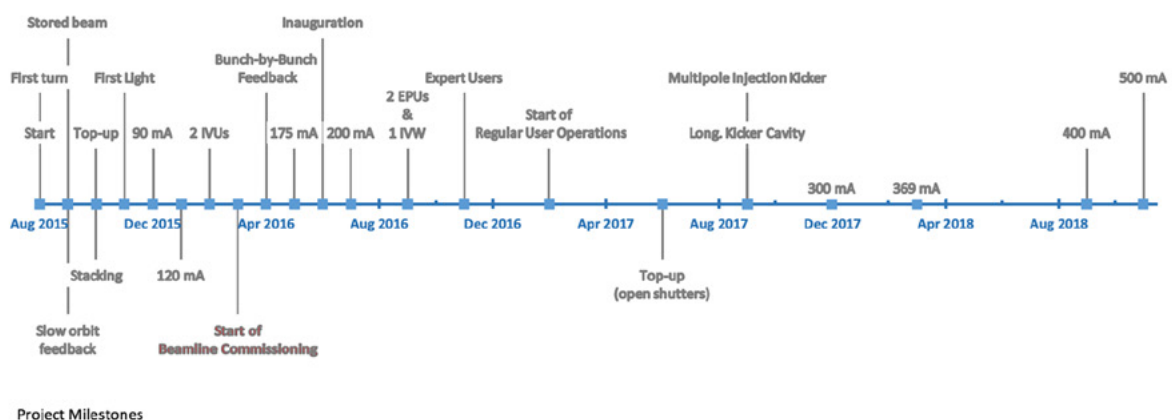 Stored beam
Inauguration
Bunch-by-Bunch
Feedback
First turn
First Light
Expert Users
Multipole Injection Kicker
500 mA
2 EPUs
&
1 IVW
Start of
Regular User Operations
Start
Top-up
90 mA
2 IVUs
175 mA
200 mA
Long. Kicker Cavity
400 mA
300 mA
369 mA
Aug 2015
Dec 2015
Apr 2016
Aug 2016
Dec 2016
Apr 2017
Aug 2017
Dec 2017
Apr 2018
Aug 2018
Stacking
120 mA
Top-up
(open shutters)
Slow orbit
feedback
Start of
Beamline Commissioning
Project Milestones